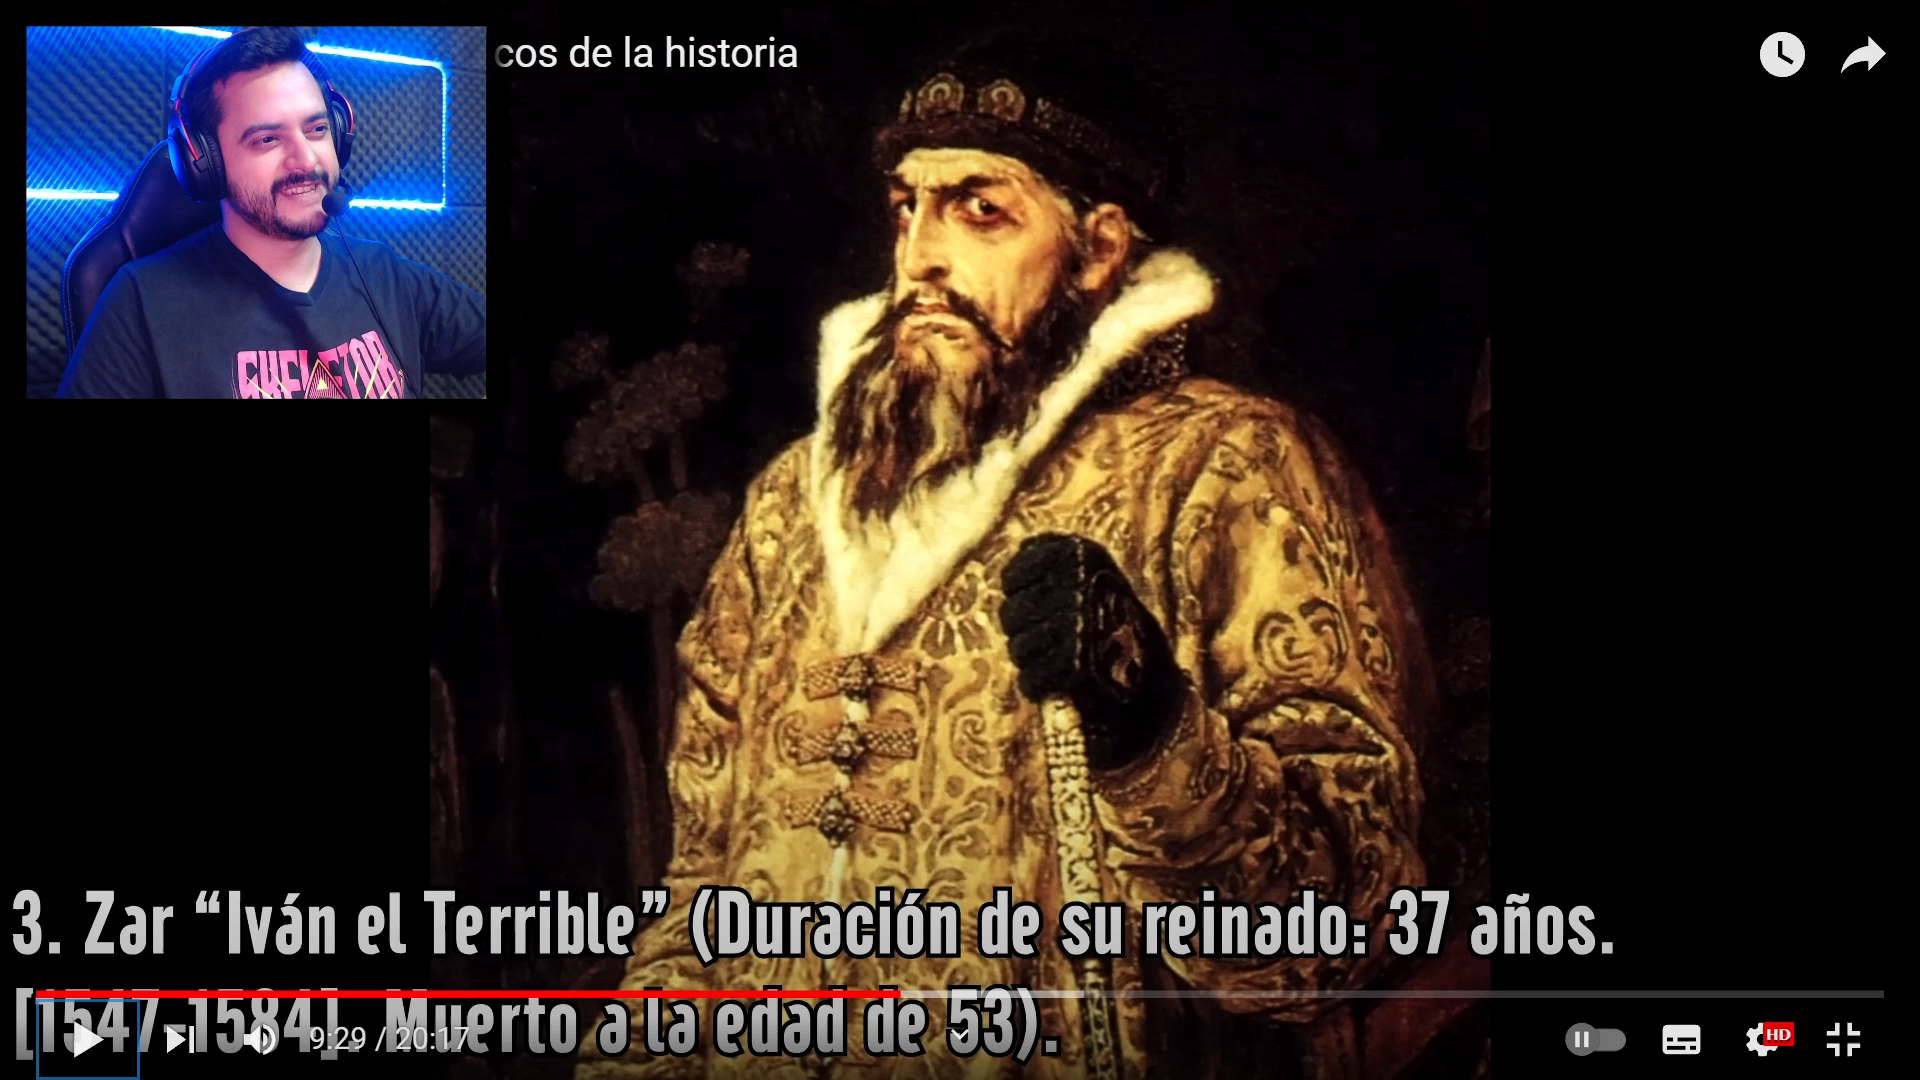 cos de la historia
SKELETOR
3. Zar “Iván el Terrible” (Duración de su reinado: 37 años.
[1547-1584]. Muerto a la edad de 53).
9:29 / 20:17
HD